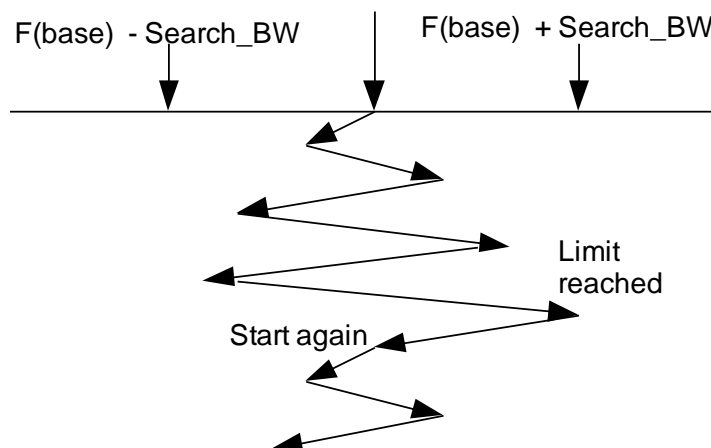 F(base) - Search_BW
F(base) + Search_BW
Limit
reached
Start again